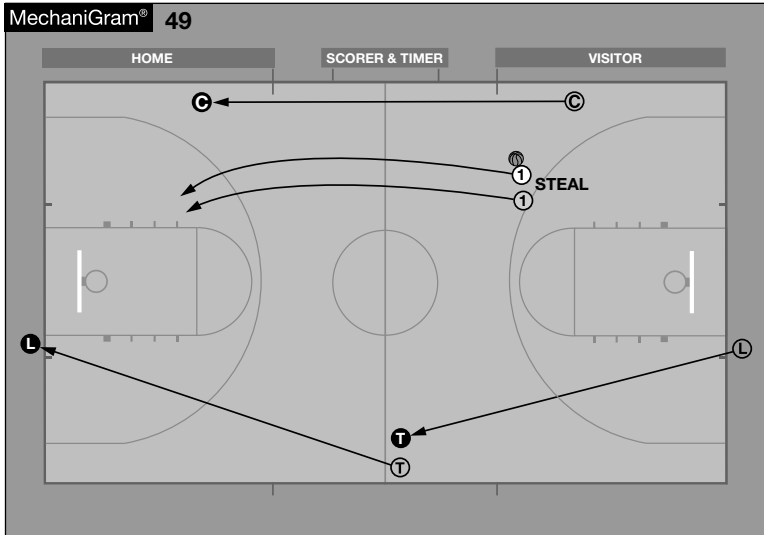 MechaniGram® 49
HOME
SCORER & TIMER
VISITOR
C
C
1
STEAL
1
L
L
T
T